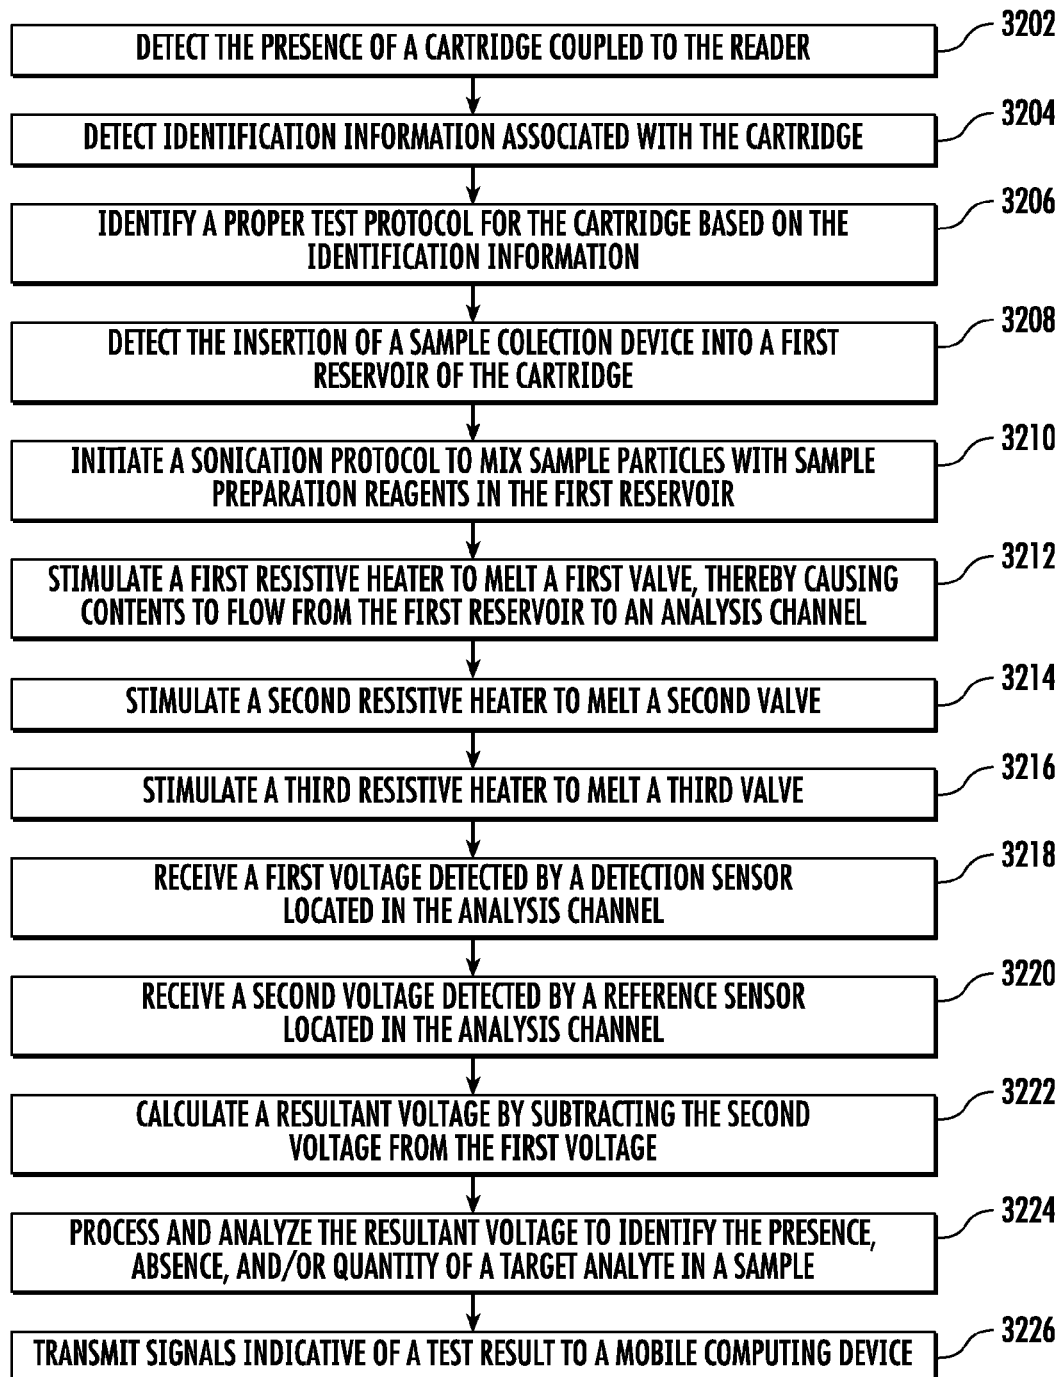 3202
DETECT THE PRESENCE OF A CARTRIDGE COUPLED TO THE READER
3204
DETECT IDENTIFICATION INFORMATION ASSOCIATED WITH THE CARTRIDGE
3206
IDENTIFY A PROPER TEST PROTOCOL FOR THE CARTRIDGE BASED ON THE
IDENTIFICATION INFORMATION
3208
DETECT THE INSERTION OF A SAMPLE COLECTION DEVICE INTO A FIRST
RESERVOIR OF THE CARTRIDGE
3210
INITIATE A SONICATION PROTOCOL TO MIX SAMPLE PARTICLES WITH SAMPLE
PREPARATION REAGENTS IN THE FIRST RESERVOIR
3212
STIMULATE A FIRST RESISTIVE HEATER TO MELT A FIRST VALVE, THEREBY CAUSING
CONTENTS TO FLOW FROM THE FIRST RESERVOIR TO AN ANALYSIS CHANNEL
3214
STIMULATE A SECOND RESISTIVE HEATER TO MELT A SECOND VALVE
3216
STIMULATE A THIRD RESISTIVE HEATER TO MELT A THIRD VALVE
3218
RECEIVE A FIRST VOLTAGE DETECTED BY A DETECTION SENSOR
LOCATED IN THE ANALYSIS CHANNEL
3220
RECEIVE A SECOND VOLTAGE DETECTED BY A REFERENCE SENSOR
LOCATED IN THE ANALYSIS CHANNEL
3222
CALCULATE A RESULTANT VOLTAGE BY SUBTRACTING THE SECOND
VOLTAGE FROM THE FIRST VOLTAGE
3224
PROCESS AND ANALYZE THE RESULTANT VOLTAGE TO IDENTIFY THE PRESENCE,
ABSENCE, AND/OR QUANTITY OF A TARGET ANALYTE IN A SAMPLE
3226
TRANSMIT SIGNALS INDICATIVE OF A TEST RESULT TO A MOBILE COMPUTING DEVICE